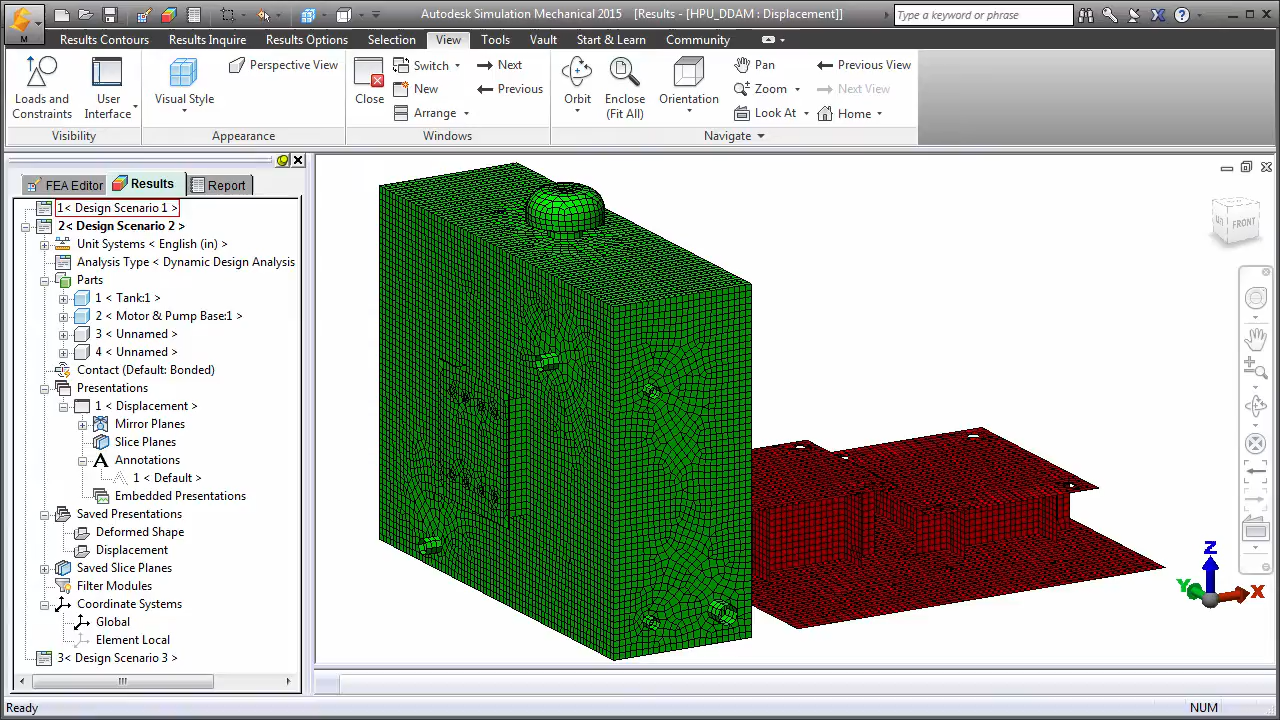 Autodesk Simulation Mechanical 2015 [Results - [HPU_DDAM : Displacement]]
Type a keyword or phrase
M
Results Contours Results Inquire Results Options Selection View Tools Vault Start & Learn Community
Loads and Constraints
User Interface
Visibility
Visual Style
Perspective View
Appearance
Close
Switch
New
Arrange
Next
Previous
Windows
Orbit
Enclose (Fit All)
Orientation
Pan
Zoom
Look At
Previous View
Next View
Home
Navigate
FEA Editor Results Report
1< Design Scenario 1 >
2< Design Scenario 2 >
Unit Systems < English (in) >
Analysis Type < Dynamic Design Analysis
Parts
1 < Tank:1 >
2 < Motor & Pump Base:1 >
3 < Unnamed >
4 < Unnamed >
Contact (Default: Bonded)
Presentations
1 < Displacement >
Mirror Planes
Slice Planes
A Annotations
1 < Default >
Embedded Presentations
Saved Presentations
Deformed Shape
Displacement
Saved Slice Planes
Filter Modules
Coordinate Systems
Global
Element Local
3< Design Scenario 3 >
FRONT
Z
Y
X
Ready
NUM